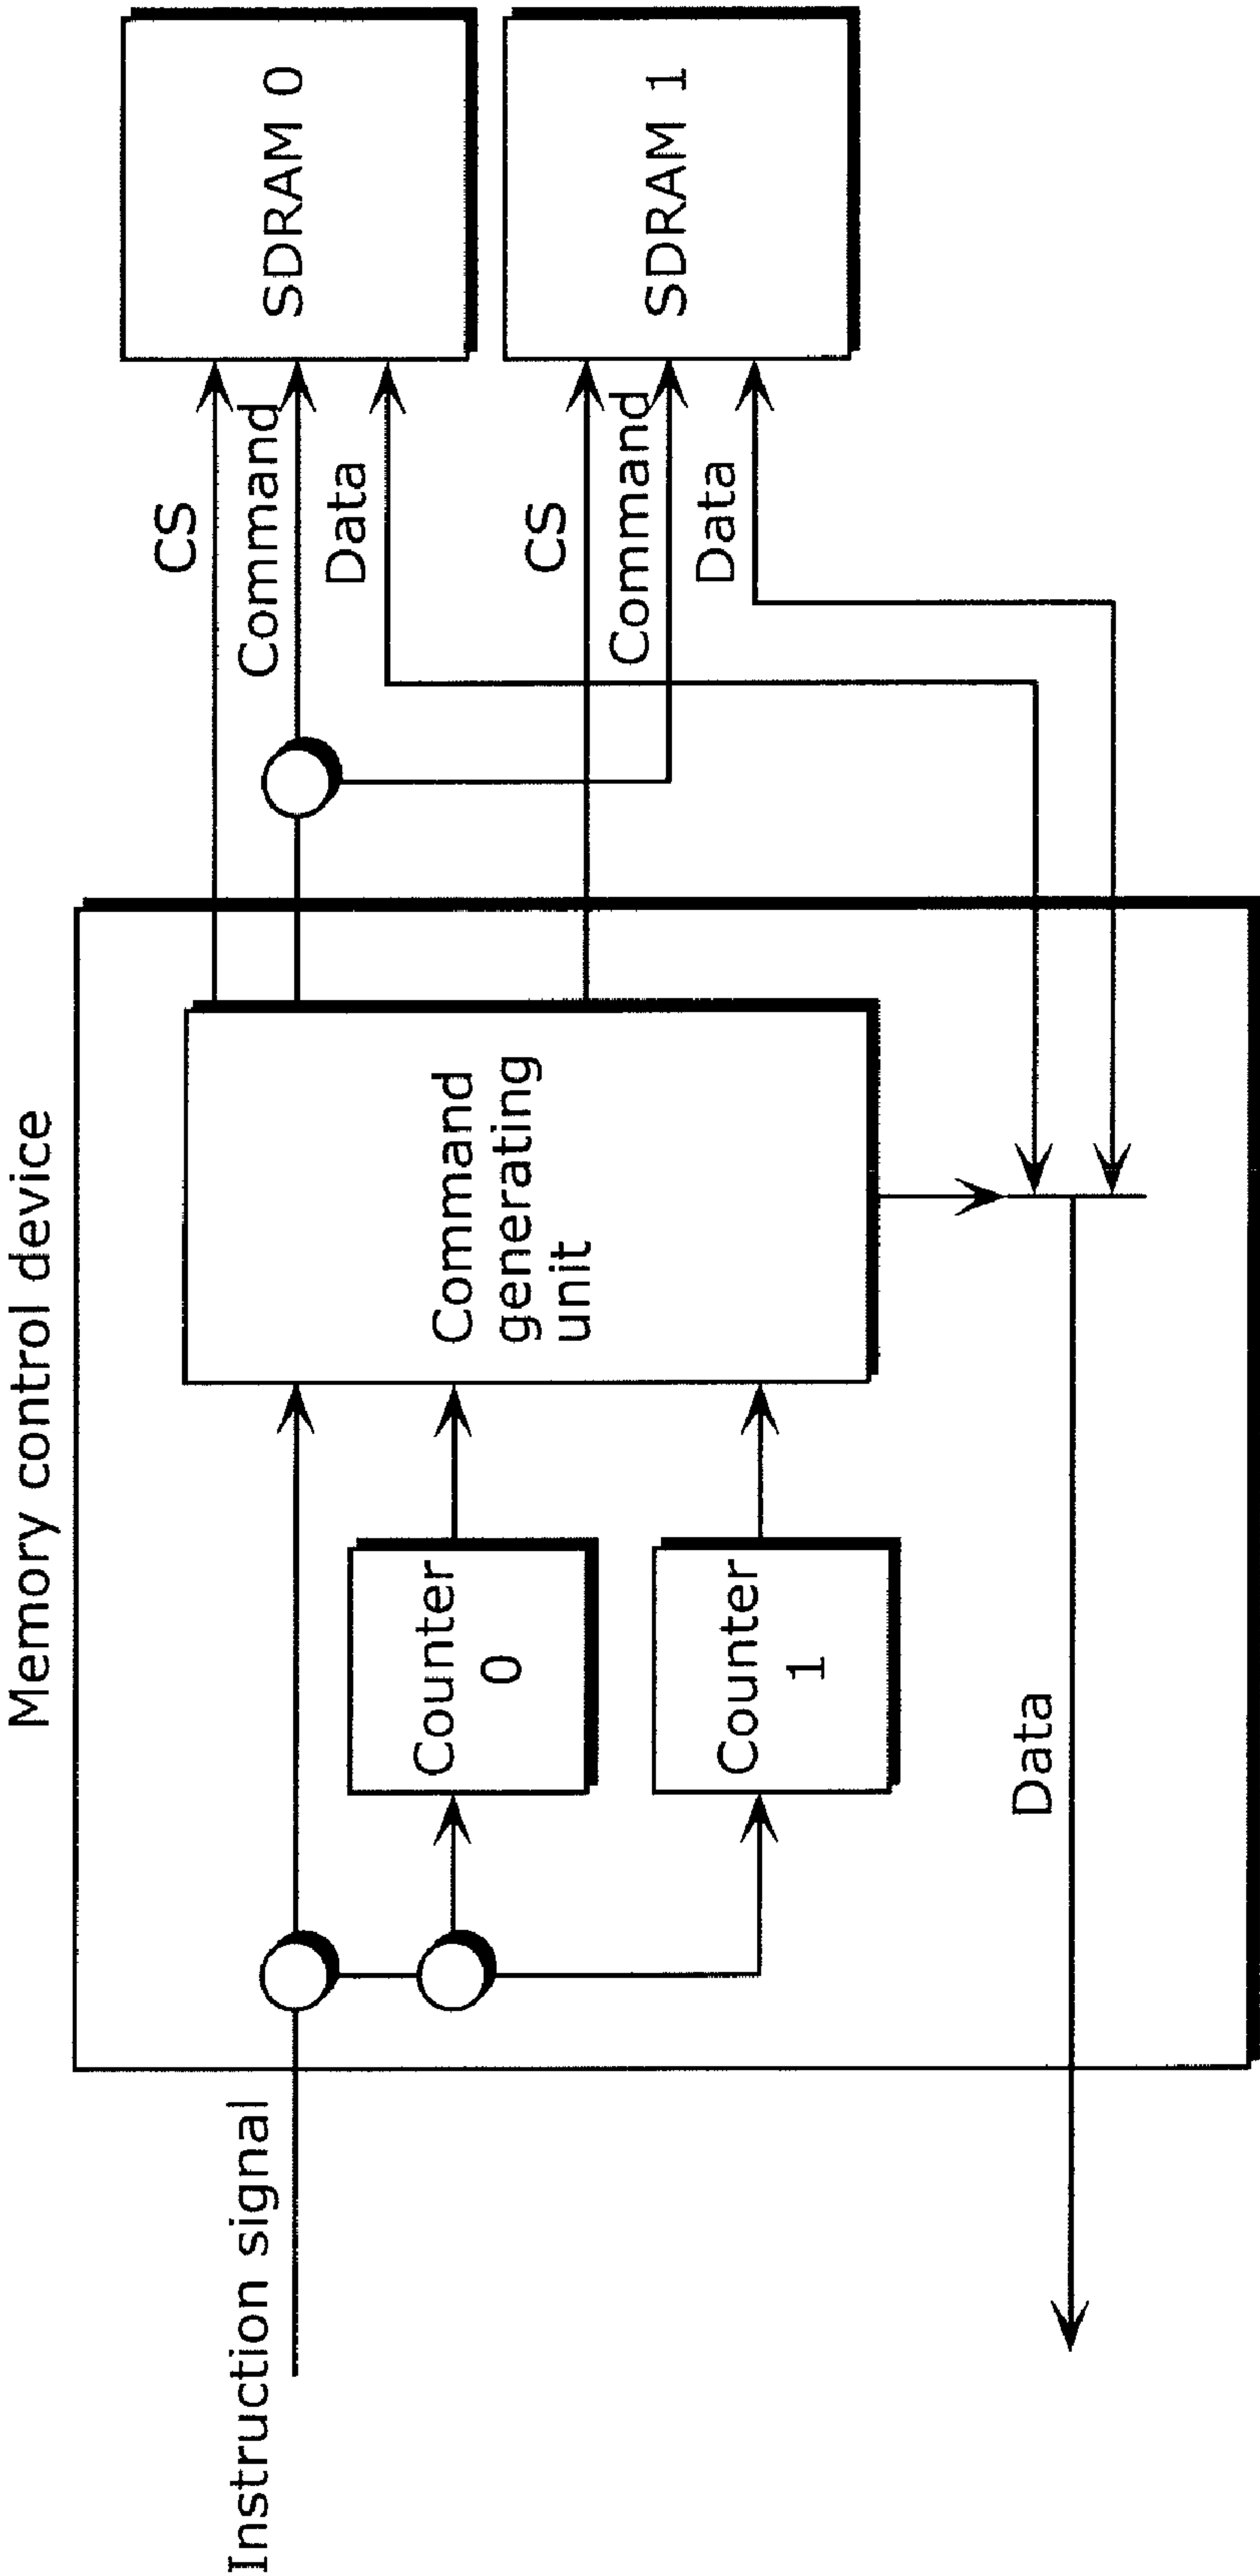 Memory control device
Instruction signal
Counter
0
Counter
1
Command
generating
unit
Data
CS
Command
Data
CS
Command
Data
SDRAM 0
SDRAM 1